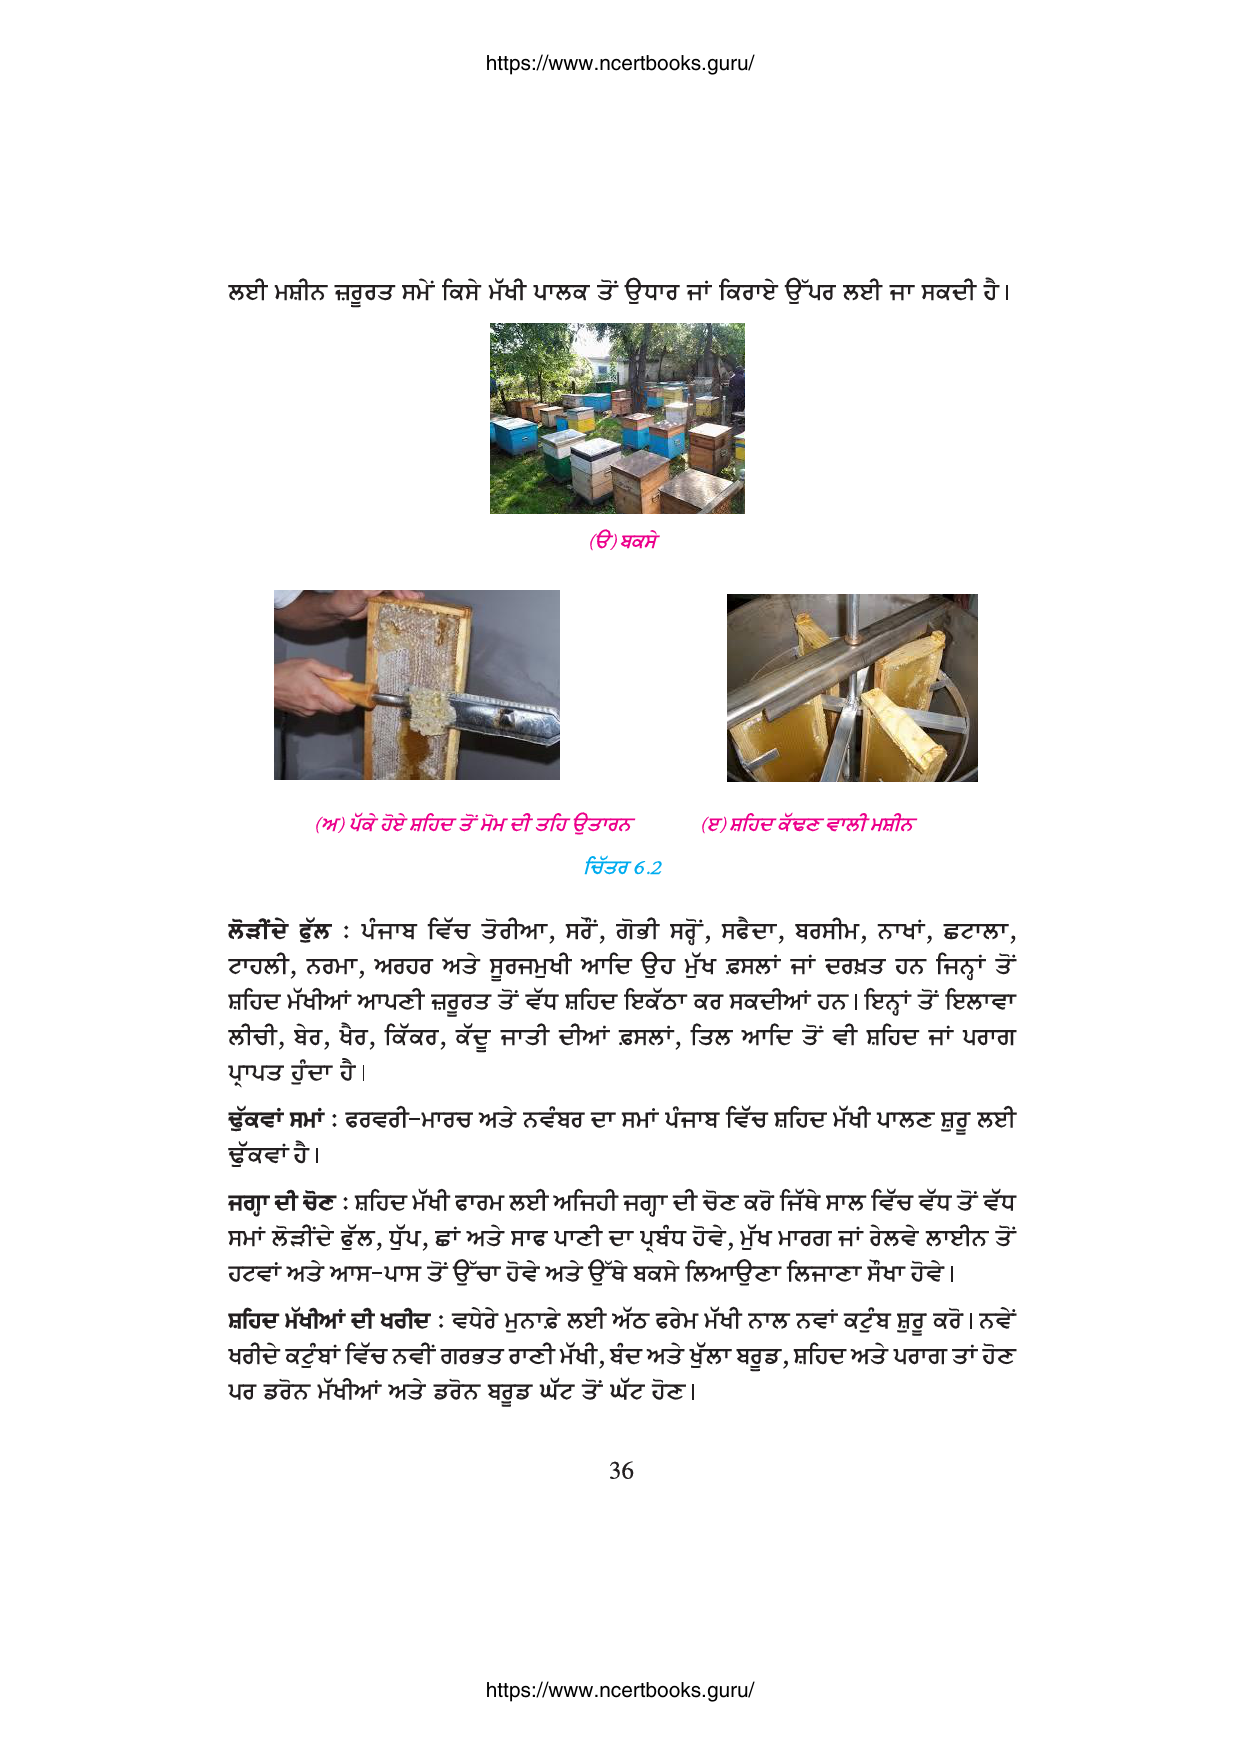 https://www.ncertbooks.guru/
ਲਈ ਮਸ਼ੀਨ ਜ਼ਰੂਰਤ ਸਮੇਂ ਕਿਸੇ ਮੱਖੀ ਪਾਲਕ ਤੋਂ ਉਧਾਰ ਜਾਂ ਕਿਰਾਏ ਉੱਪਰ ਲਈ ਜਾ ਸਕਦੀ ਹੈ।
(ੳ) ਬਕਸੇ
(ਅ) ਪੱਕੇ ਹੋਏ ਸ਼ਹਿਦ ਤੋਂ ਮੋਮ ਦੀ ਤਹਿ ਉਤਾਰਨ (ੲ) ਸ਼ਹਿਦ ਕੱਢਣ ਵਾਲੀ ਮਸ਼ੀਨ
ਚਿੱਤਰ 6.2
ਲੋੜੀਂਦੇ ਫੁੱਲ : ਪੰਜਾਬ ਵਿੱਚ ਤੋਰੀਆ, ਸਰੌਂ, ਗੋਭੀ ਸਰ੍ਹੋਂ, ਸਫੈਦਾ, ਬਰਸੀਮ, ਨਾਖਾਂ, ਛਟਾਲਾ,
ਟਾਹਲੀ, ਨਰਮਾ, ਅਰਹਰ ਅਤੇ ਸੂਰਜਮੁਖੀ ਆਦਿ ਉਹ ਮੁੱਖ ਫ਼ਸਲਾਂ ਜਾਂ ਦਰਖ਼ਤ ਹਨ ਜਿਨ੍ਹਾਂ ਤੋਂ
ਸ਼ਹਿਦ ਮੱਖੀਆਂ ਆਪਣੀ ਜ਼ਰੂਰਤ ਤੋਂ ਵੱਧ ਸ਼ਹਿਦ ਇਕੱਠਾ ਕਰ ਸਕਦੀਆਂ ਹਨ। ਇਨ੍ਹਾਂ ਤੋਂ ਇਲਾਵਾ
ਲੀਚੀ, ਬੇਰ, ਖੈਰ, ਕਿੱਕਰ, ਕੱਦੂ ਜਾਤੀ ਦੀਆਂ ਫ਼ਸਲਾਂ, ਤਿਲ ਆਦਿ ਤੋਂ ਵੀ ਸ਼ਹਿਦ ਜਾਂ ਪਰਾਗ
ਪ੍ਰਾਪਤ ਹੁੰਦਾ ਹੈ।
ਢੁੱਕਵਾਂ ਸਮਾਂ : ਫਰਵਰੀ-ਮਾਰਚ ਅਤੇ ਨਵੰਬਰ ਦਾ ਸਮਾਂ ਪੰਜਾਬ ਵਿੱਚ ਸ਼ਹਿਦ ਮੱਖੀ ਪਾਲਣ ਸ਼ੁਰੂ ਲਈ
ਢੁੱਕਵਾਂ ਹੈ।
ਜਗ੍ਹਾ ਦੀ ਚੋਣ : ਸ਼ਹਿਦ ਮੱਖੀ ਫਾਰਮ ਲਈ ਅਜਿਹੀ ਜਗ੍ਹਾ ਦੀ ਚੋਣ ਕਰੋ ਜਿੱਥੇ ਸਾਲ ਵਿੱਚ ਵੱਧ ਤੋਂ ਵੱਧ
ਸਮਾਂ ਲੋੜੀਂਦੇ ਫੁੱਲ, ਧੁੱਪ, ਛਾਂ ਅਤੇ ਸਾਫ ਪਾਣੀ ਦਾ ਪ੍ਰਬੰਧ ਹੋਵੇ, ਮੁੱਖ ਮਾਰਗ ਜਾਂ ਰੇਲਵੇ ਲਾਈਨ ਤੋਂ
ਹਟਵਾਂ ਅਤੇ ਆਸ-ਪਾਸ ਤੋਂ ਉੱਚਾ ਹੋਵੇ ਅਤੇ ਉੱਥੇ ਬਕਸੇ ਲਿਆਉਣਾ ਲਿਜਾਣਾ ਸੌਖਾ ਹੋਵੇ।
ਸ਼ਹਿਦ ਮੱਖੀਆਂ ਦੀ ਖਰੀਦ : ਵਧੇਰੇ ਮੁਨਾਫ਼ੇ ਲਈ ਅੱਠ ਫਰੇਮ ਮੱਖੀ ਨਾਲ ਨਵਾਂ ਕਟੁੰਬ ਸ਼ੁਰੂ ਕਰੋ। ਨਵੇਂ
ਖਰੀਦੇ ਕਟੁੰਬਾਂ ਵਿੱਚ ਨਵੀਂ ਗਰਭਤ ਰਾਣੀ ਮੱਖੀ, ਬੰਦ ਅਤੇ ਖੁੱਲਾ ਬਰੂਡ, ਸ਼ਹਿਦ ਅਤੇ ਪਰਾਗ ਤਾਂ ਹੋਣ
ਪਰ ਡਰੋਨ ਮੱਖੀਆਂ ਅਤੇ ਡਰੋਨ ਬਰੂਡ ਘੱਟ ਤੋਂ ਘੱਟ ਹੋਣ।
36
https://www.ncertbooks.guru/